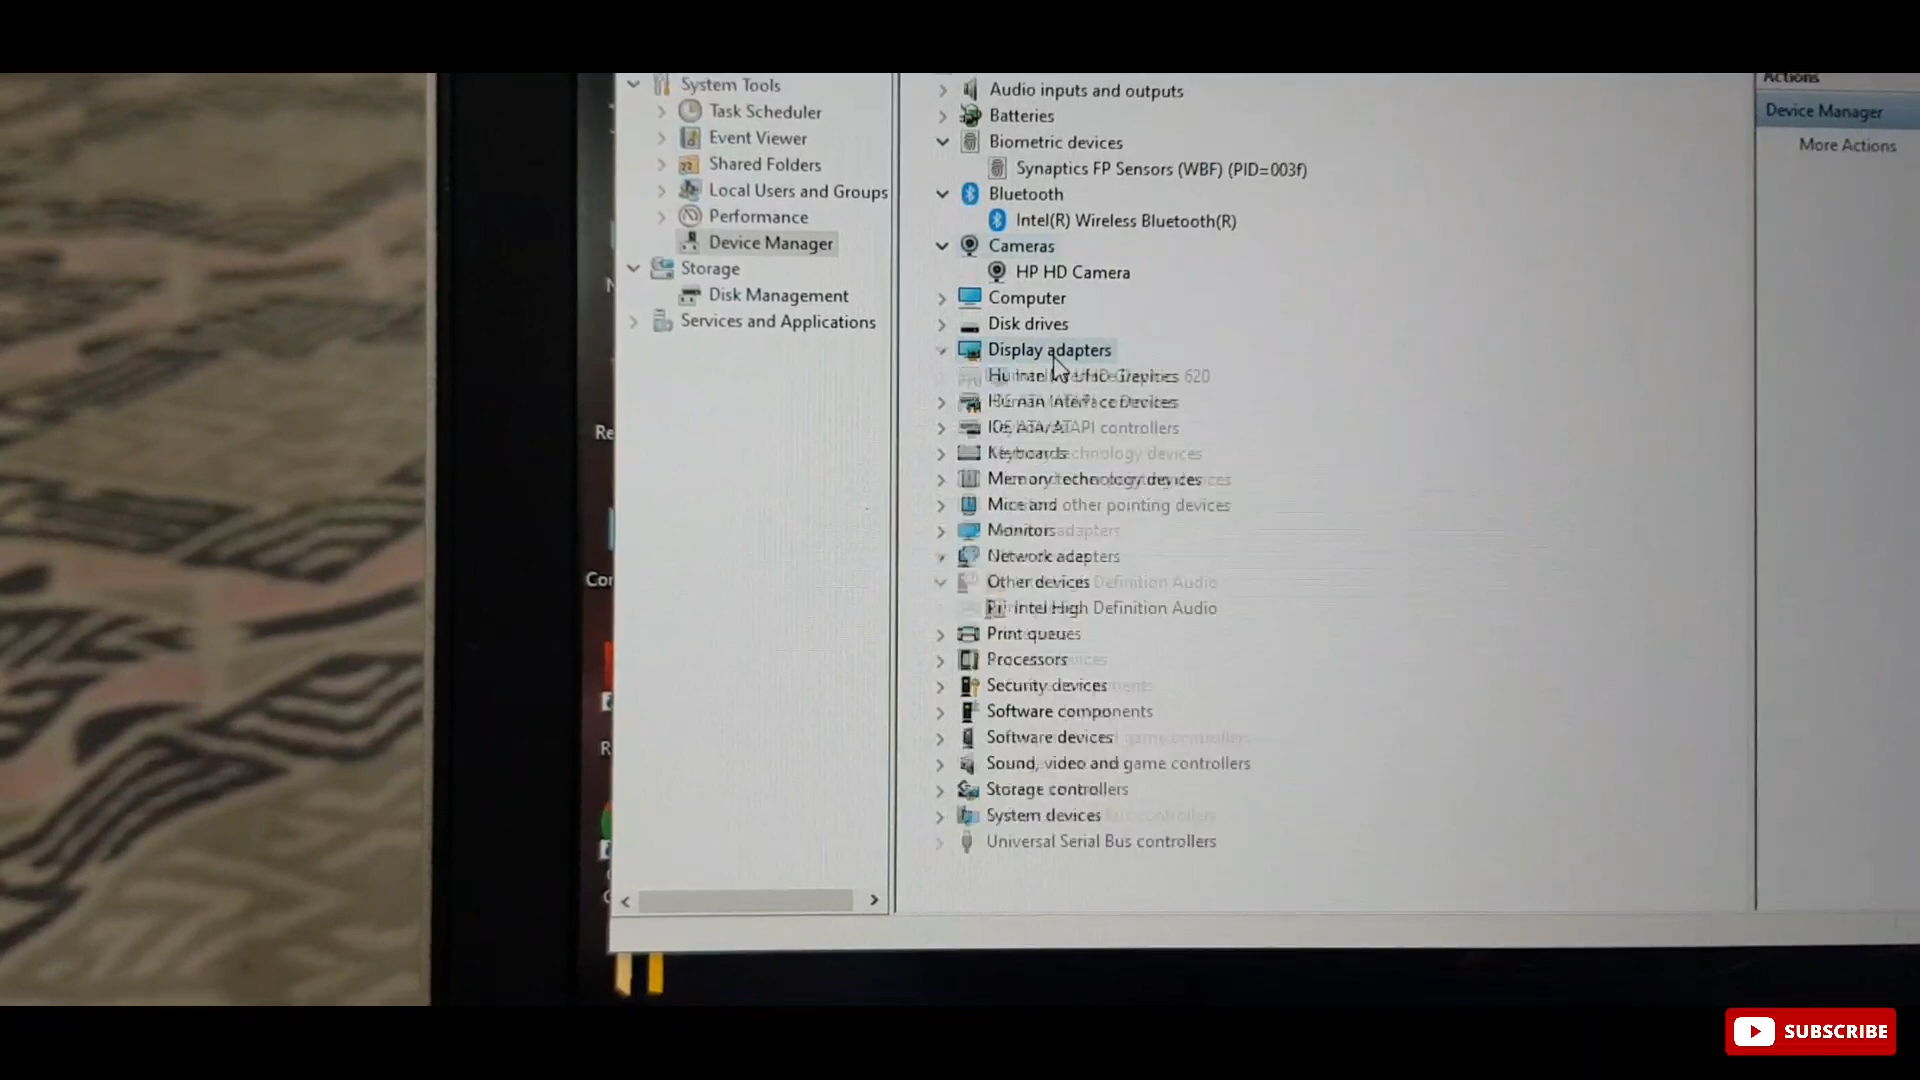 System Tools
Task Scheduler
Event Viewer
Shared Folders
Local Users and Groups
Performance
Device Manager
Storage
Disk Management
Services and Applications
Audio inputs and outputs
Batteries
Biometric devices
Synaptics FP Sensors (WBF) (PID=003f)
Bluetooth
Intel(R) Wireless Bluetooth(R)
Cameras
HP HD Camera
Computer
Disk drives
Display adapters
Human Interface Devices
IDE ATA/ATAPI controllers
Keyboards
Memory technology devices
Mice and other pointing devices
Monitors
Network adapters
Other devices
Intel High Definition Audio
Print queues
Processors
Security devices
Software components
Software devices
Sound, video and game controllers
Storage controllers
System devices
Universal Serial Bus controllers
Actions
Device Manager
More Actions
Re
Cor
R
SUBSCRIBE